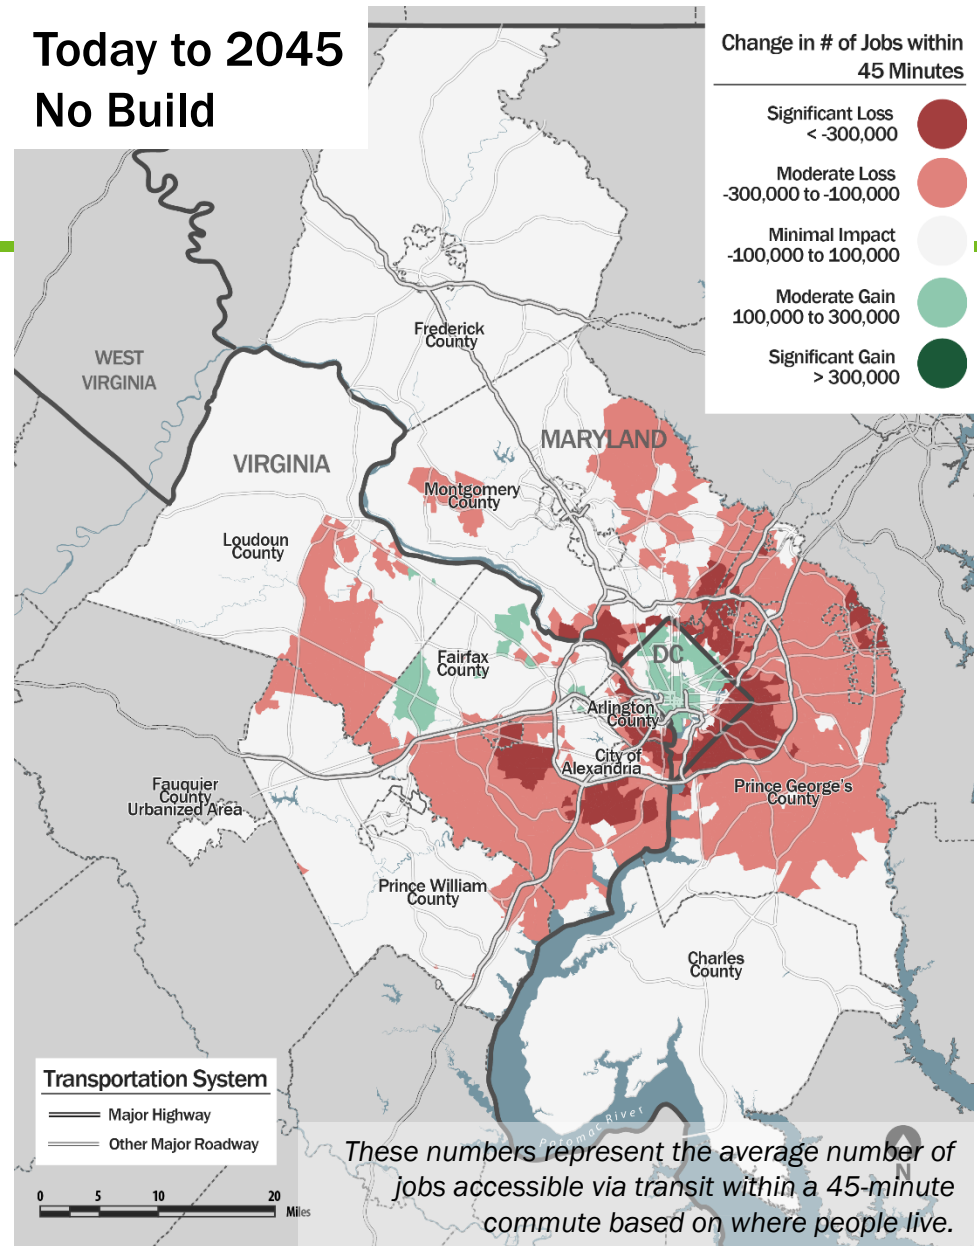 Today to 2045
No Build
Change in # of Jobs within
45 Minutes
Significant Loss
< -300,000
Moderate Loss
-300,000 to -100,000
Minimal Impact
-100,000 to 100,000
Moderate Gain
100,000 to 300,000
Significant Gain
> 300,000
Frederick
County
WEST
VIRGINIA
MARYLAND
VIRGINIA
Montgomery
County
Loudoun
County
DC
Fairfax
County
Arlington
County
City of
Alexandria
Prince George's
County
Fauquier
County
Urbanized Area
Prince William
County
Charles
County
Transportation System
Major Highway
Other Major Roadway
0 5 10 20
Miles
Potomac River
N
These numbers represent the average number of
jobs accessible via transit within a 45-minute
commute based on where people live.